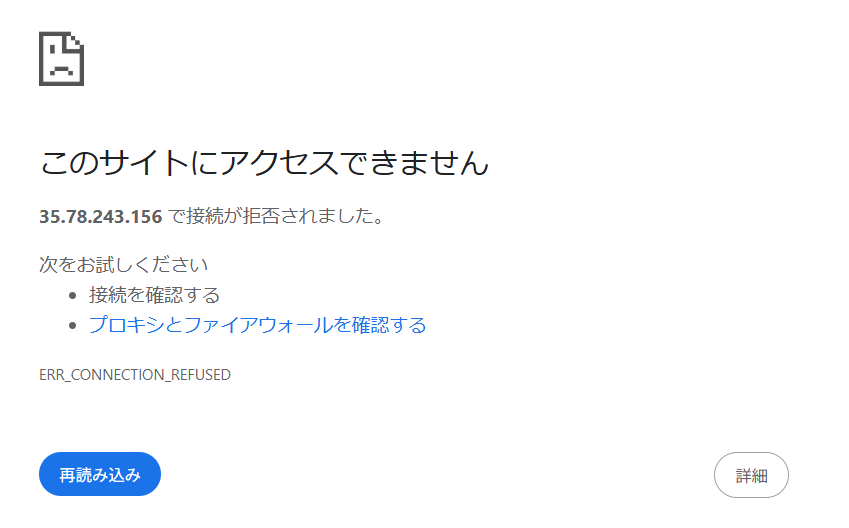 このサイトにアクセスできません
35.78.243.156 で接続が拒否されました。
次をお試しください
接続を確認する
プロキシとファイアウォールを確認する
ERR_CONNECTION_REFUSED
再読み込み
詳細